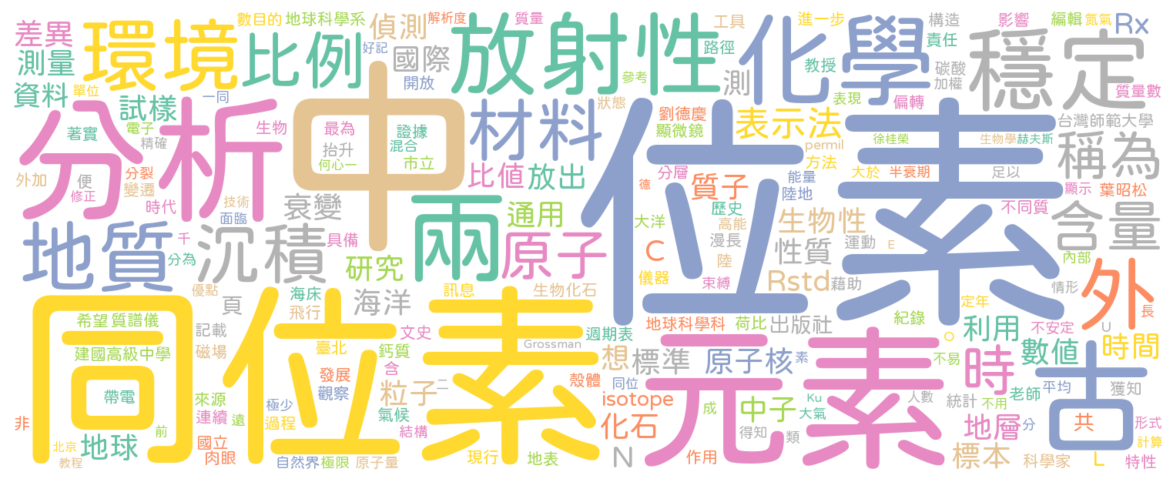 差異
環境
比例
數目的
地球科學系
偵測
解析度
好記
國際
開放
放射性
質量
路徑
工具
測
化學
進一步
教授
構造
責任
影響
編輯
氮氣
Rx
測量
資料
單位
試樣
一同
參考
碳酸
加權
穩定
質量數
著實
電子
精確
分析
中
生物
最為
抬升
何心一
證據
混合
市立
材料
狀態
劉德慶
顯微鏡
表示法
permil
表現
偏轉
徐桂榮
生物學
赫夫斯
台灣師範大學
稱為
外加
便
修正
分裂
變遷
時代
技術
面臨
衰變
比值
放出
分層
德
質子
能量
陸地
方法
大於
半衰期
足以
顯示
葉昭松
位素
地質
千
分為
沉積
具備
兩
通用
原子
研究
大洋
C
歷史
高能
漫長
陸
生物性
性質
運動
E
不同質
含量
內部
儀器
束縛
Rstd
藉助
情形
外
長
優點
希望
質譜儀
建國高級中學
帶電
同位素
頁
記載
磁場
海床
飛行
臺北
海洋
訊息
生物化石
Grossman
週期表
地球科學科
荷比
出版社
紀錄
定年
O
不易
利用
不安定
U
數值
時間
文史
鈣質
發展
觀察
含
粒子
二
殼體
想
標準
原子核
素
元素
時
老師
平均
獲知
古
來源
連續
遠
極少
過程
氣候
結構
isotope
同位
成
中子
Ku
大氣
人數
統計
不用
非
北京
教程
地球
前
國立
肉眼
自然界
極限
原子量
現行
地表
化石
N
作用
得知
類
地層
分
標本
科學家
共
L
形式
計算
特性